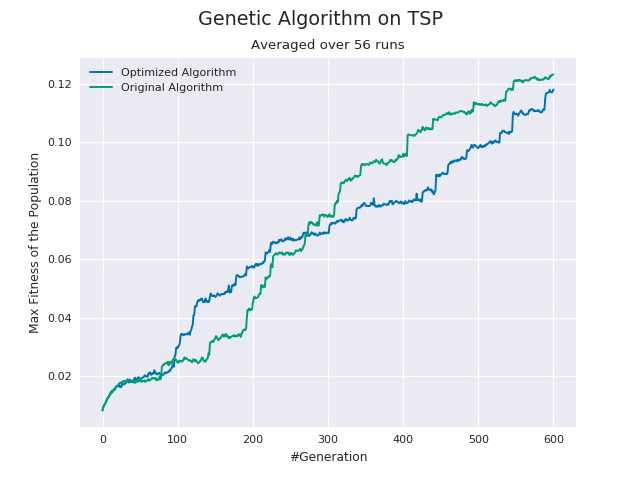 Genetic Algorithm on TSP
Averaged over 56 runs
Optimized Algorithm
Original Algorithm
Max Fitness of the Population
0.12
0.10
0.08
0.06
0.04
0.02
0 100 200 300 400 500 600
#Generation